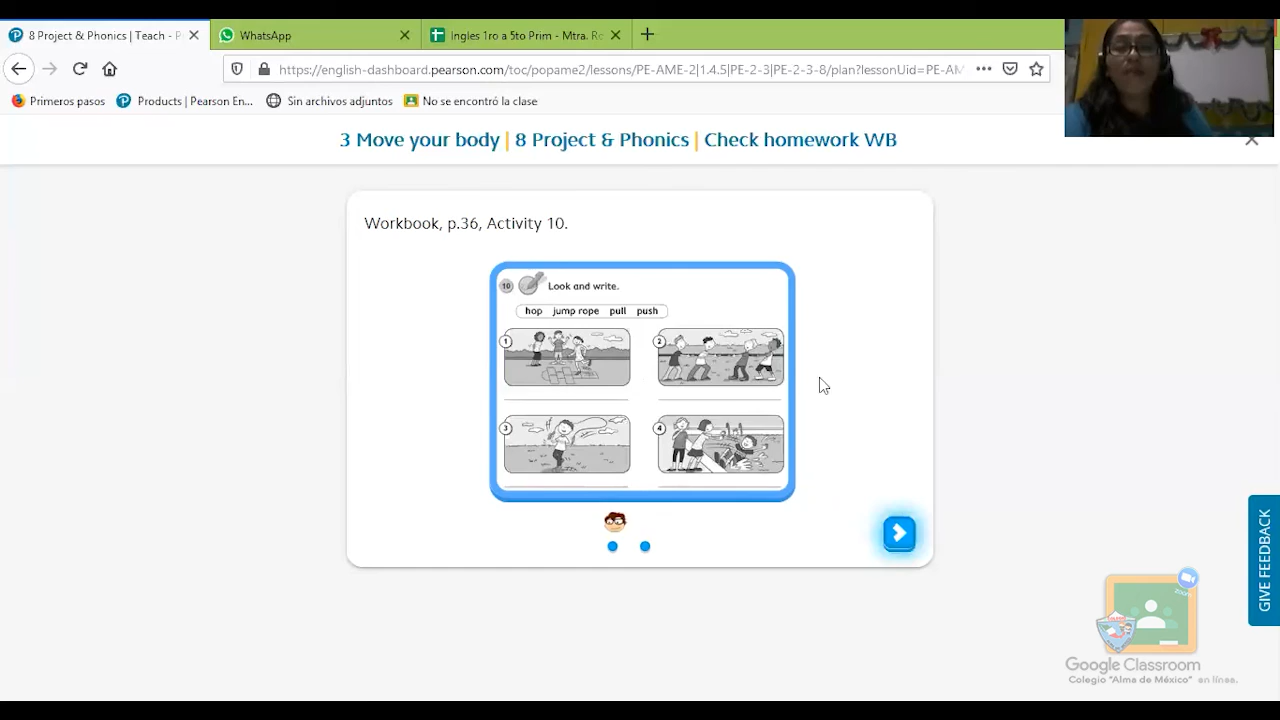 8 Project & Phonics | Teach - P
WhatsApp
Ingles 1ro a 5to Prim - Mtra. Ro
https://english-dashboard.pearson.com/toc/popame2/lessons/PE-AME-2|1.4.5|PE-2-3|PE-2-3-8/plan?lessonUid=PE-AM
Primeros pasos
Products | Pearson En...
Sin archivos adjuntos
No se encontró la clase
3 Move your body | 8 Project & Phonics | Check homework WB
Workbook, p.36, Activity 10.
10 Look and write.
hop jump rope pull push
1
2
3
4
GIVE FEEDBACK
zoom
Google Classroom
Colegio "Alma de México" en línea.